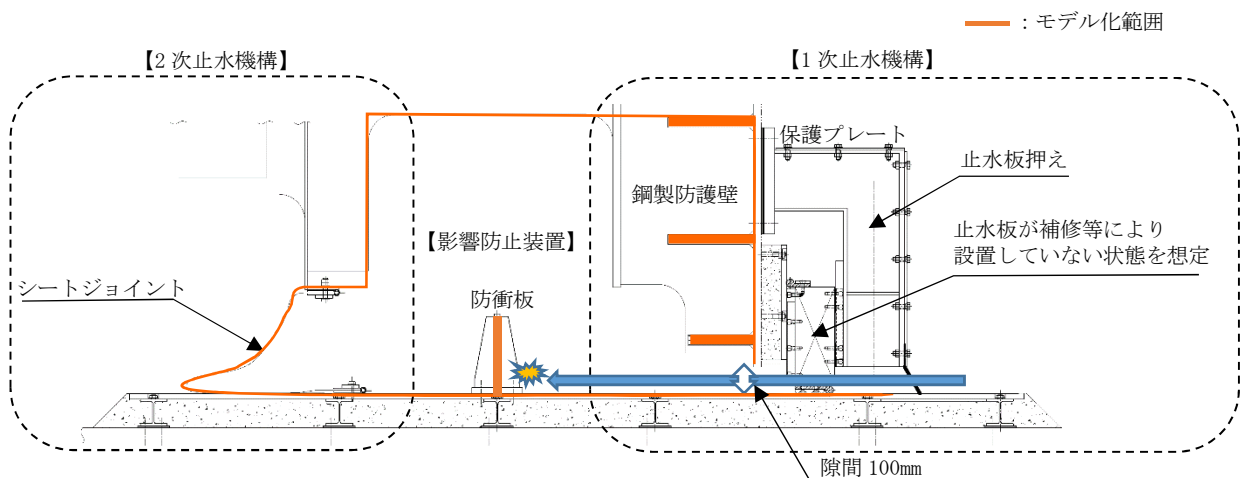 ：モデル化範囲
【2 次止水機構】
【1 次止水機構】
保護プレート
止水板押え
鋼製防護壁
止水板が補修等により
設置していない状態を想定
【影響防止装置】
シートジョイント
防衝板
隙間 100mm